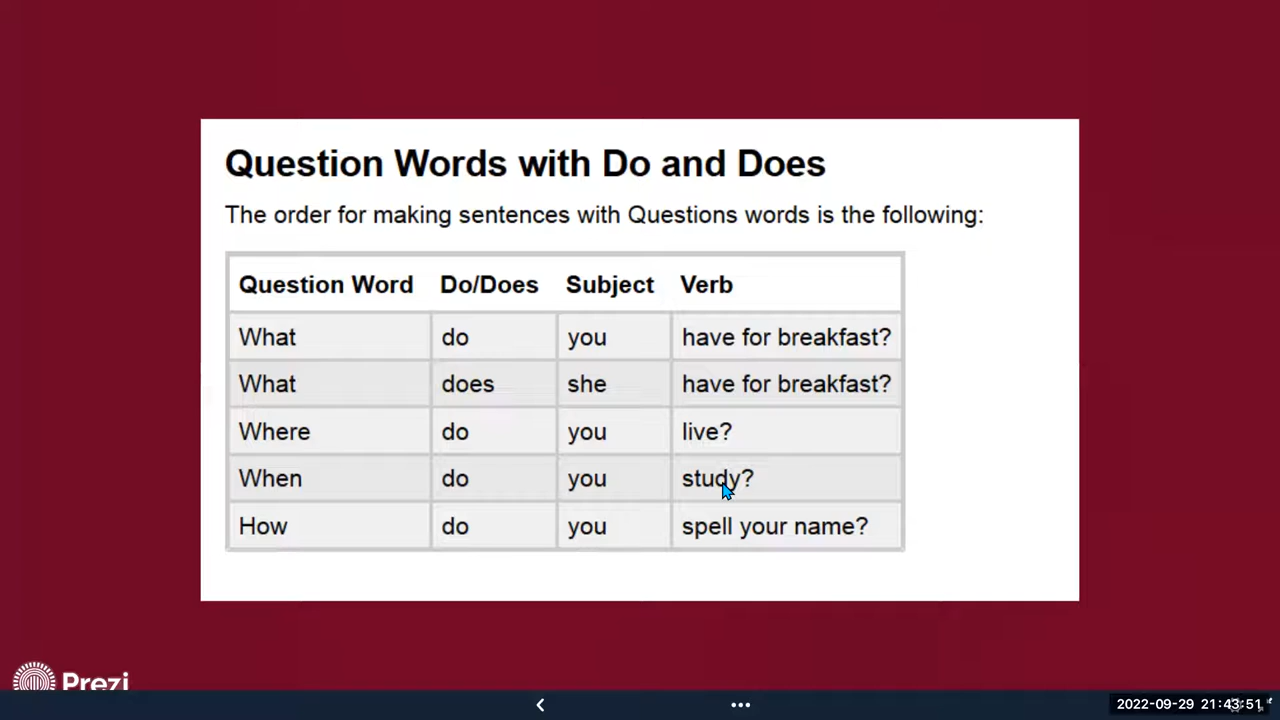 Question Words with Do and Does
The order for making sentences with Questions words is the following:
Question Word Do/Does Subject Verb
What do you have for breakfast?
What does she have for breakfast?
Where do you live?
When do you study?
How do you spell your name?
Prezi
2022-09-29 21:43:51